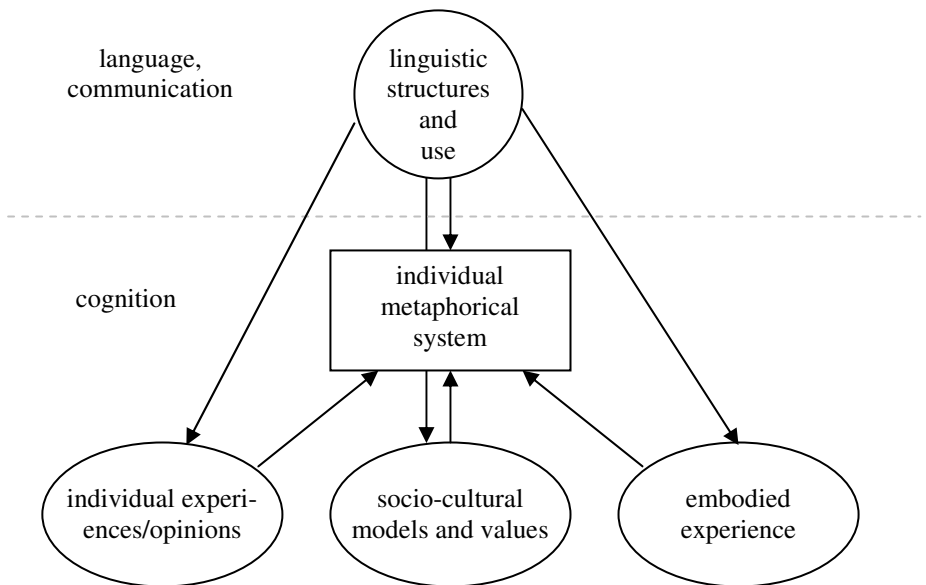 language,
communication
linguistic
structures
and
use
cognition
individual
metaphorical
system
individual experi-
ences/opinions
socio-cultural
models and values
embodied
experience